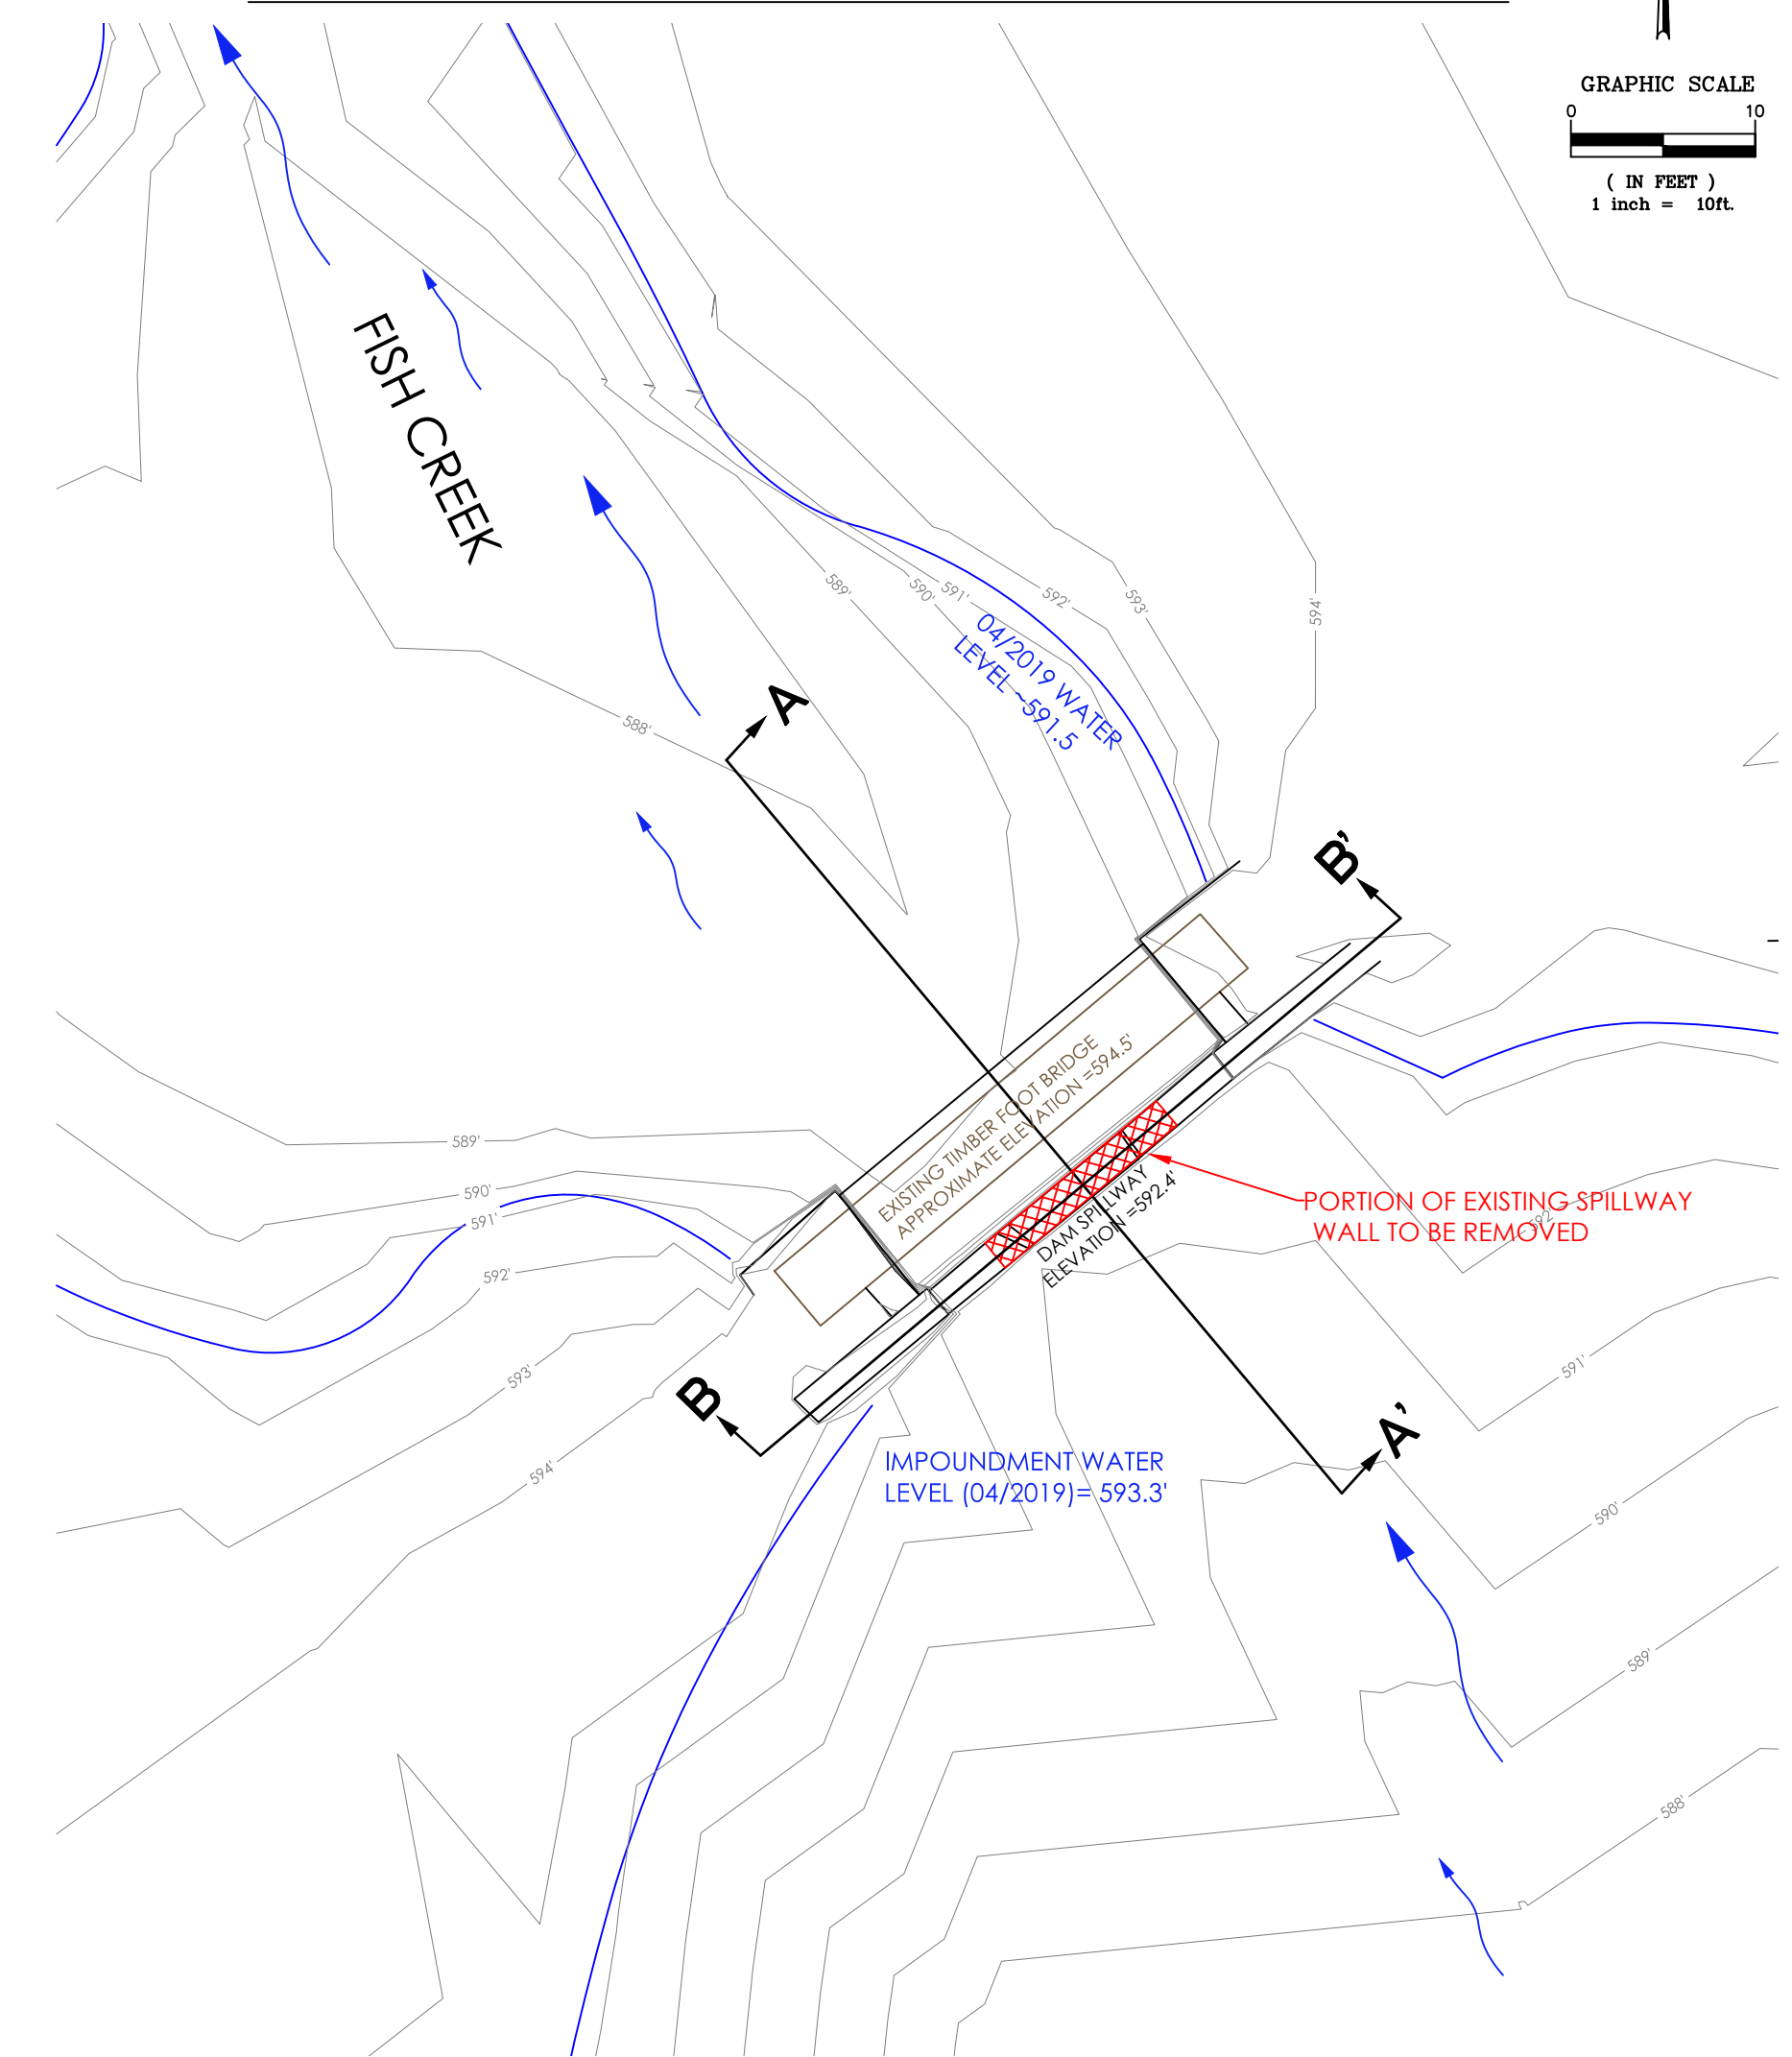 GRAPHIC SCALE
0 10
( IN FEET )
1 inch = 10ft.
FISH CREEK
589'
590'
591'
592'
593'
594'
04/2019 WATER
LEVEL ~591.5
A
588'
B'
EXISTING TIMBER FOOT BRIDGE
APPROXIMATE ELEVATION =594.5'
589'
590'
591'
592'
593'
594'
DAM SPILLWAY
ELEVATION =592.4'
PORTION OF EXISTING SPILLWAY
WALL TO BE REMOVED
592'
591'
B
A'
IMPOUNDMENT WATER
LEVEL (04/2019)= 593.3'
590'
589'
588'